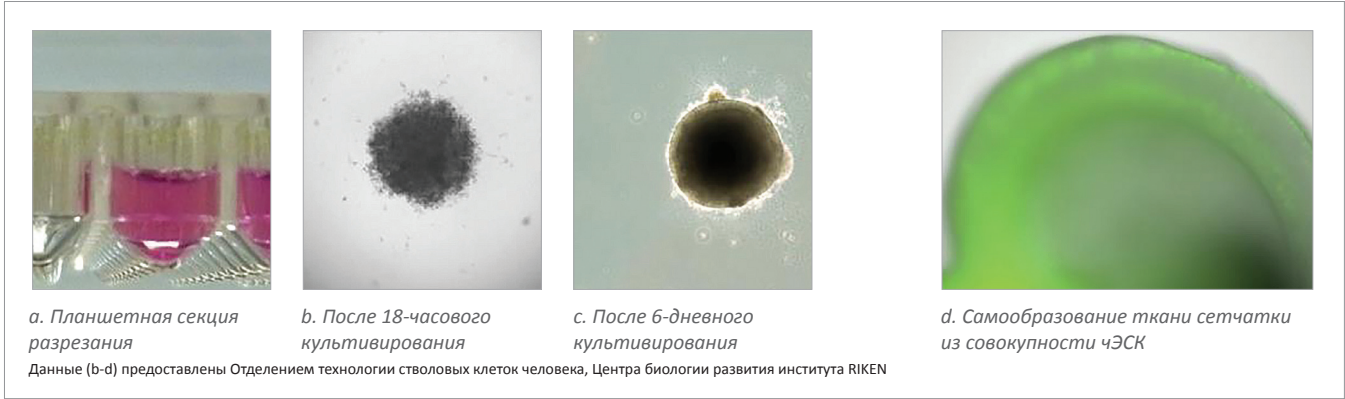 a. Планшетная секция
разрезания
b. После 18-часового
культивирования
c. После 6-дневного
культивирования
d. Самообразование ткани сетчатки
из совокупности чЭСК
Данные (b-d) предоставлены Отделением технологии стволовых клеток человека, Центра биологии развития института RIKEN